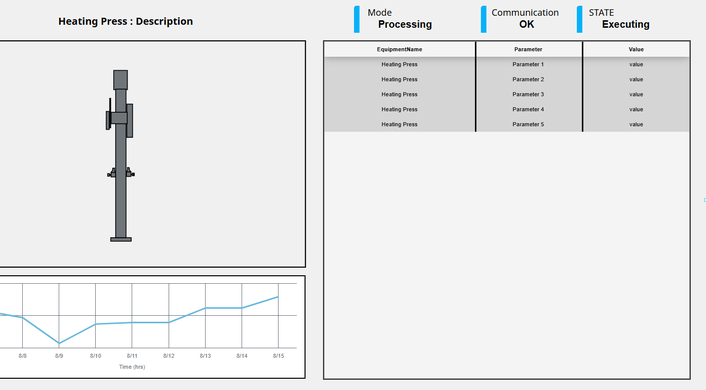 Heating Press : Description
Mode
Processing
Communication
OK
STATE
Executing
EquipmentName Parameter Value
Heating Press Parameter 1 value
Heating Press Parameter 2 value
Heating Press Parameter 3 value
Heating Press Parameter 4 value
Heating Press Parameter 5 value
8/8 8/9 8/10 8/11 8/12 8/13 8/14 8/15
Time (hrs)